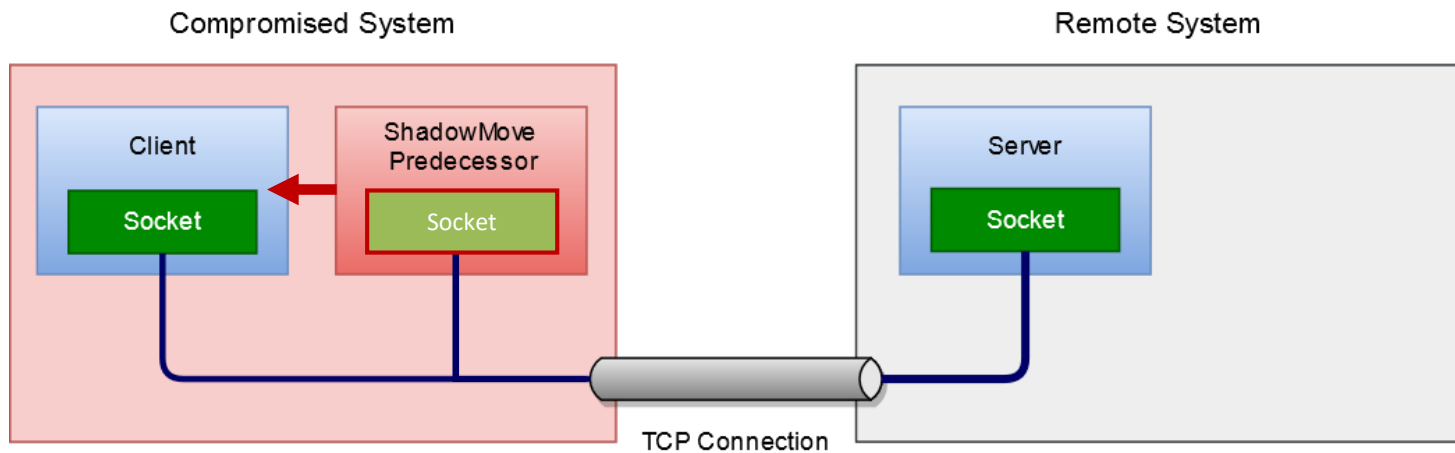 Compromised System
Remote System
Client
ShadowMove
Predecessor
Server
Socket
Socket
Socket
TCP Connection